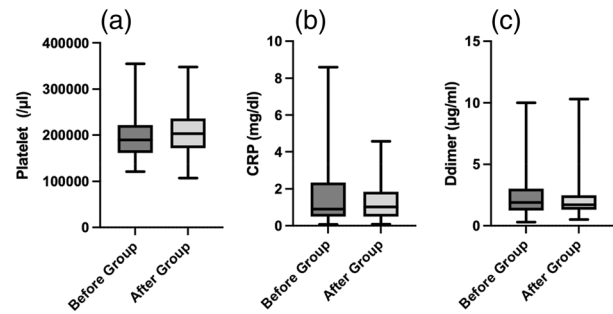 (a)
Platelet (/μl)
400000
300000
200000
100000
0
Before Group
After Group
(b)
CRP (mg/dl)
10
8
6
4
2
0
Before Group
After Group
(c)
Ddimer (μg/ml)
15
10
5
0
Before Group
After Group